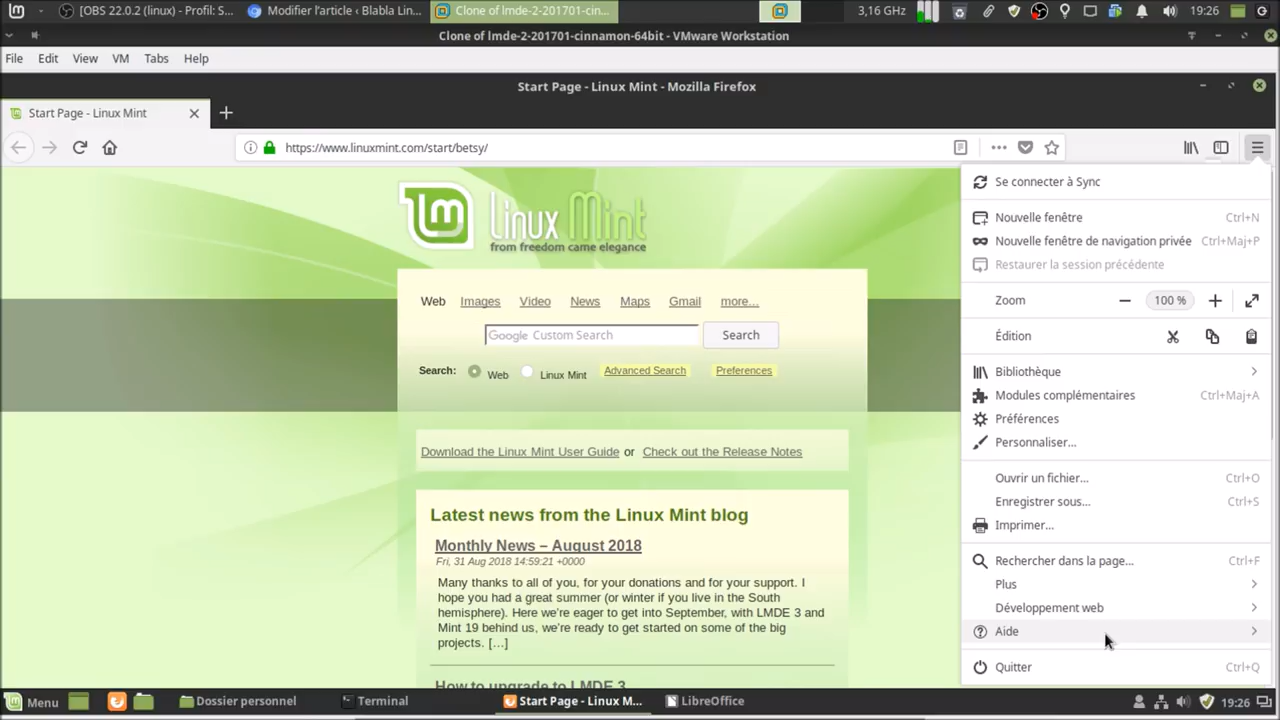 [OBS 22.0.2 (linux) - Profil: S...
Modifier l'article ‹ Blabla Lin...
Clone of lmde-2-201701-cin...
3,16 GHz
19:26
Clone of lmde-2-201701-cinnamon-64bit - VMware Workstation
File Edit View VM Tabs Help
Start Page - Linux Mint - Mozilla Firefox
Start Page - Linux Mint
https://www.linuxmint.com/start/betsy/
Linux Mint
from freedom came elegance
Web Images Video News Maps Gmail more...
Google Custom Search Search
Search: Web Linux Mint Advanced Search Preferences
Download the Linux Mint User Guide or Check out the Release Notes
Latest news from the Linux Mint blog
Monthly News – August 2018
Fri, 31 Aug 2018 14:59:21 +0000
Many thanks to all of you, for your donations and for your support. I
hope you had a great summer (or winter if you live in the South
hemisphere). Here we're eager to get into September, with LMDE 3 and
Mint 19 behind us, we're ready to get started on some of the big
projects. […]
How to upgrade to LMDE 3
Se connecter à Sync
Nouvelle fenêtre Ctrl+N
Nouvelle fenêtre de navigation privée Ctrl+Maj+P
Restaurer la session précédente
Zoom 100 %
Édition
Bibliothèque
Modules complémentaires Ctrl+Maj+A
Préférences
Personnaliser...
Ouvrir un fichier... Ctrl+O
Enregistrer sous... Ctrl+S
Imprimer...
Rechercher dans la page... Ctrl+F
Plus
Développement web
Aide
Quitter Ctrl+Q
Menu
Dossier personnel
Terminal
Start Page - Linux M...
LibreOffice
19:26